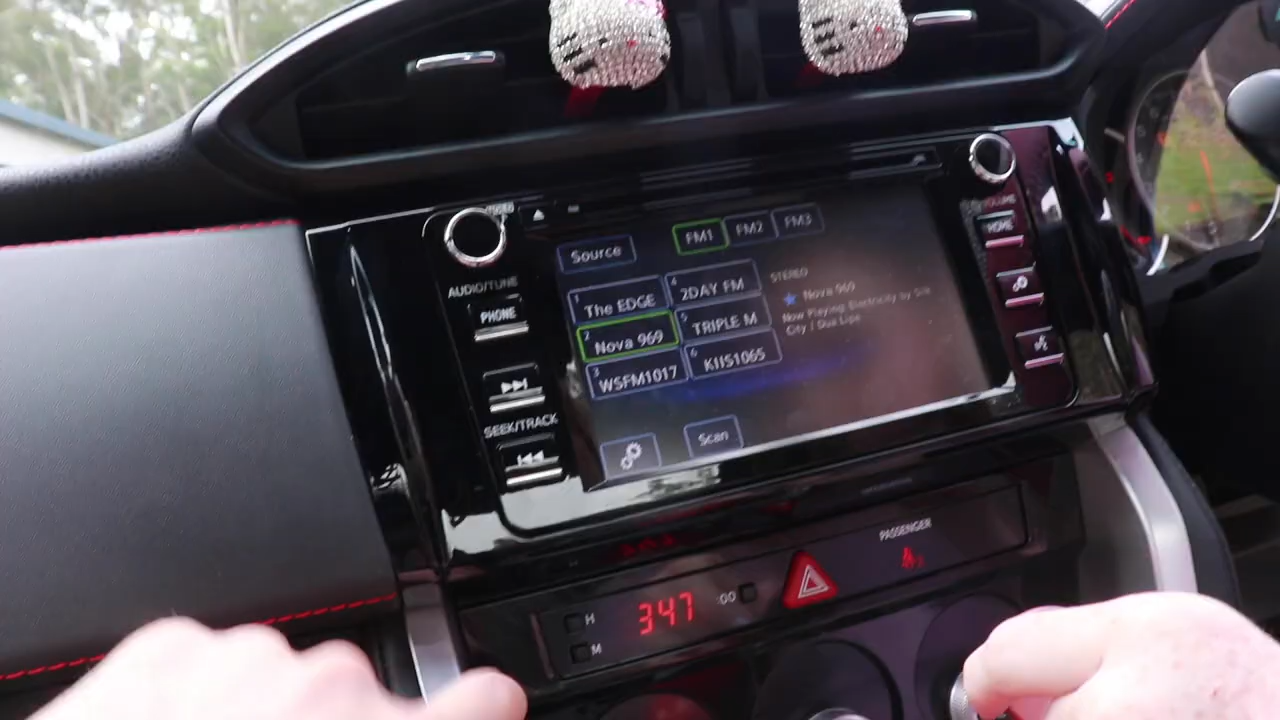 AUDIO/TUNE
PHONE
SEEK/TRACK
Source
FM1 FM2 FM3
1 The EDGE
2 Nova 969
3 WSFM1017
4 2DAY FM
5 TRIPLE M
6 KIIS1065
Scan
STEREO
Nova 969
Now Playing Electricity by Silk
City / Dua Lipa
VOLUME
HOME
H
M
347
:00
PASSENGER